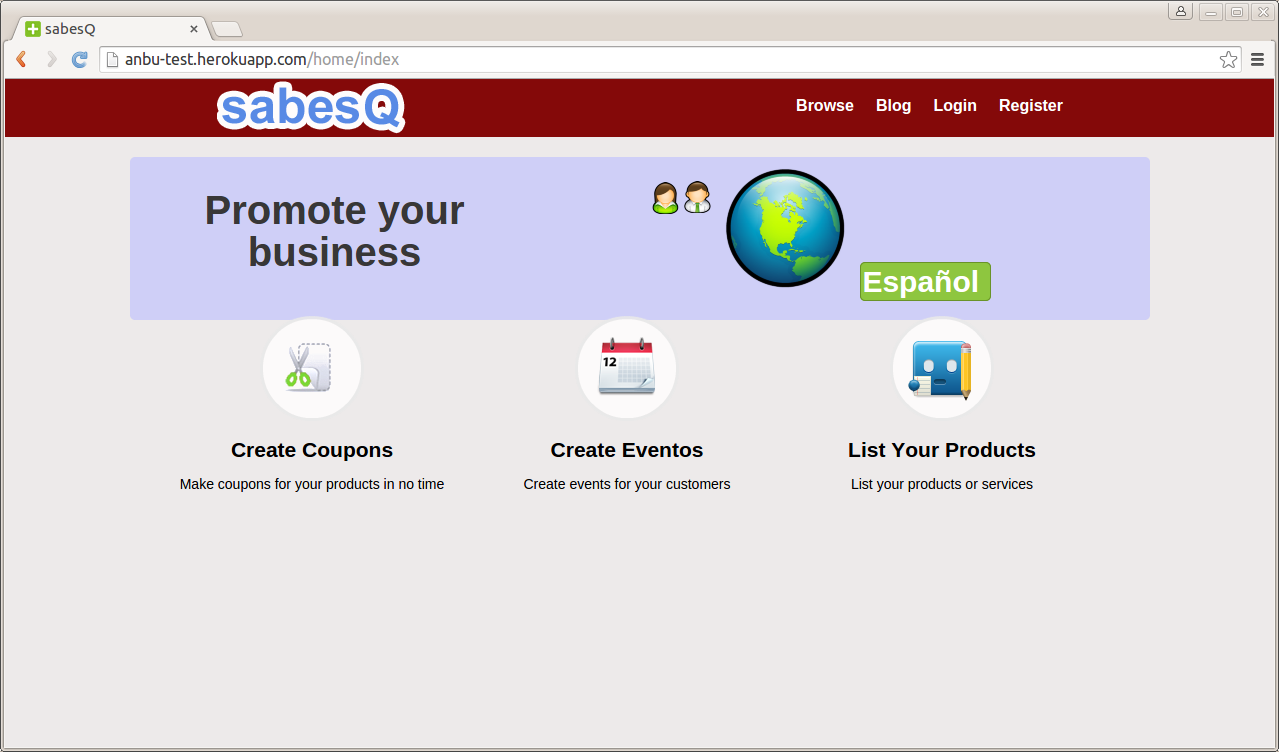 sabesQ
anbu-test.herokuapp.com/home/index
sabesQ
Browse Blog Login Register
Promote your
business
Español
12
Create Coupons
Create Eventos
List Your Products
Make coupons for your products in no time
Create events for your customers
List your products or services